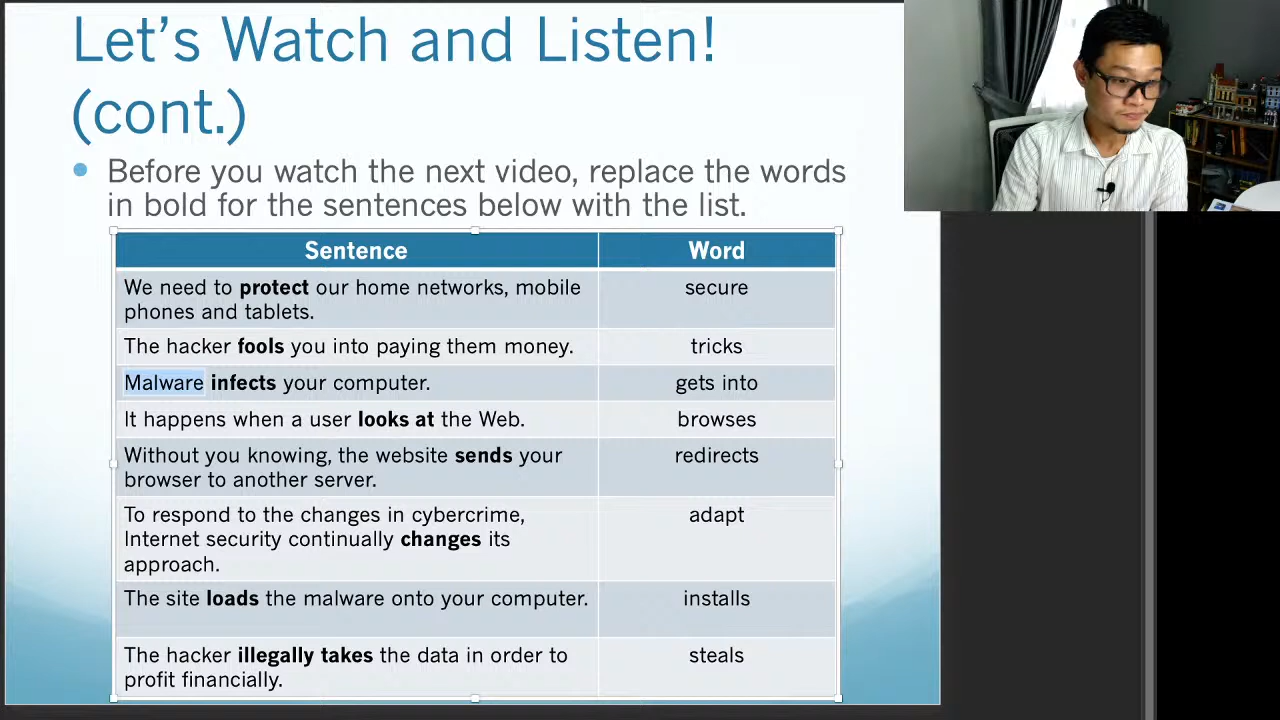 Let's Watch and Listen!
(cont.)
Before you watch the next video, replace the words
in bold for the sentences below with the list.
Sentence
Word
We need to protect our home networks, mobile
phones and tablets.
secure
The hacker fools you into paying them money.
tricks
Malware infects your computer.
gets into
It happens when a user looks at the Web.
browses
Without you knowing, the website sends your
browser to another server.
redirects
To respond to the changes in cybercrime,
Internet security continually changes its
approach.
adapt
The site loads the malware onto your computer.
installs
The hacker illegally takes the data in order to
profit financially.
steals